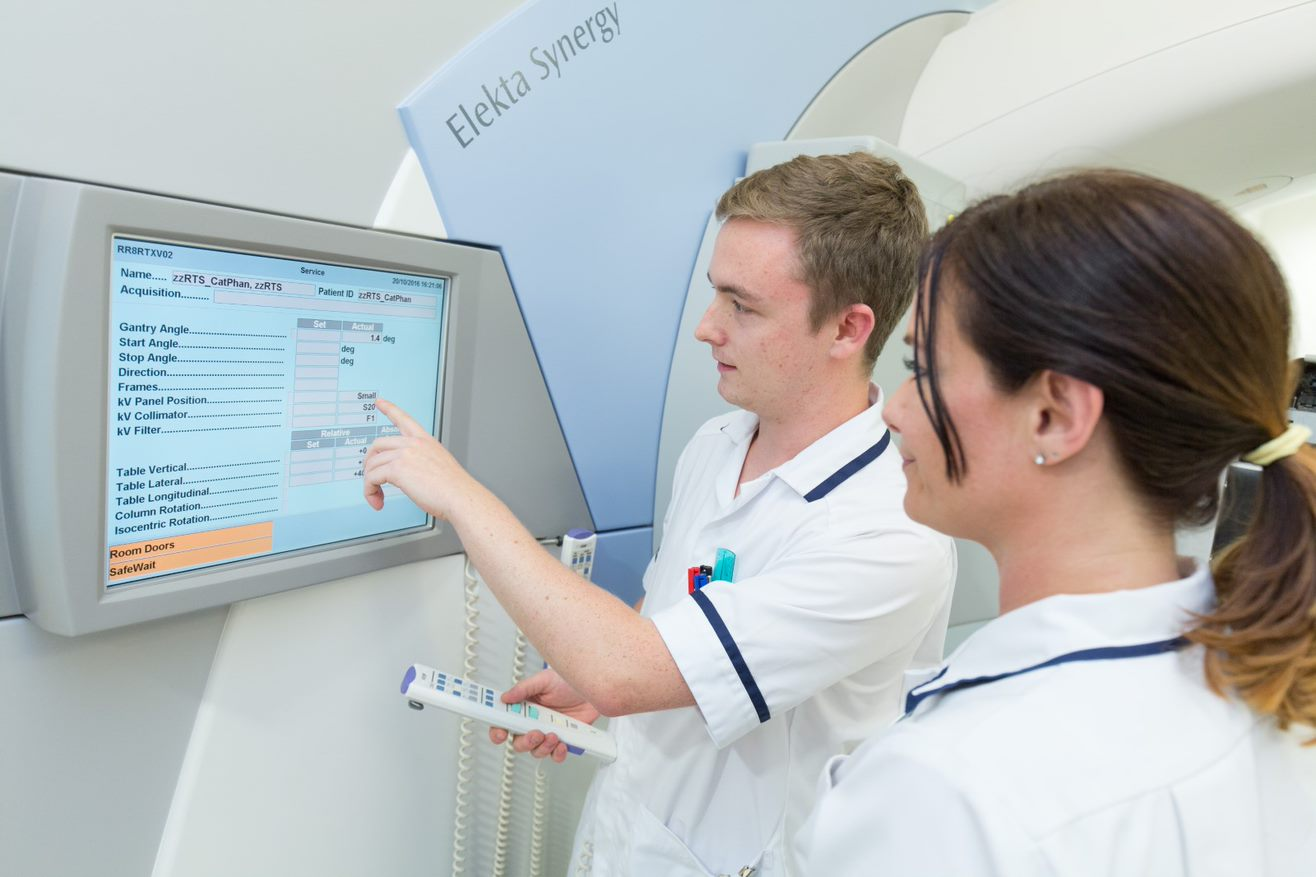 Elekta Synergy
RR8RTXV02
Service
20/10/2016 16:21:06
Name..... zzRTS_CatPhan, zzRTS Patient ID zzRTS_CatPhan
Acquisition..........
Set Actual
Gantry Angle.......................... 1.4 deg
Start Angle............................. deg
Stop Angle............................. deg
Direction................................
Frames..................................
kV Panel Position.................... Small
kV Collimator......................... S20
kV Filter................................ F1
Relative
Set Actual
Table Vertical.........................
Table Lateral..........................
Table Longitudinal...................
Column Rotation.....................
Isocentric Rotation..................
Room Doors
SafeWait